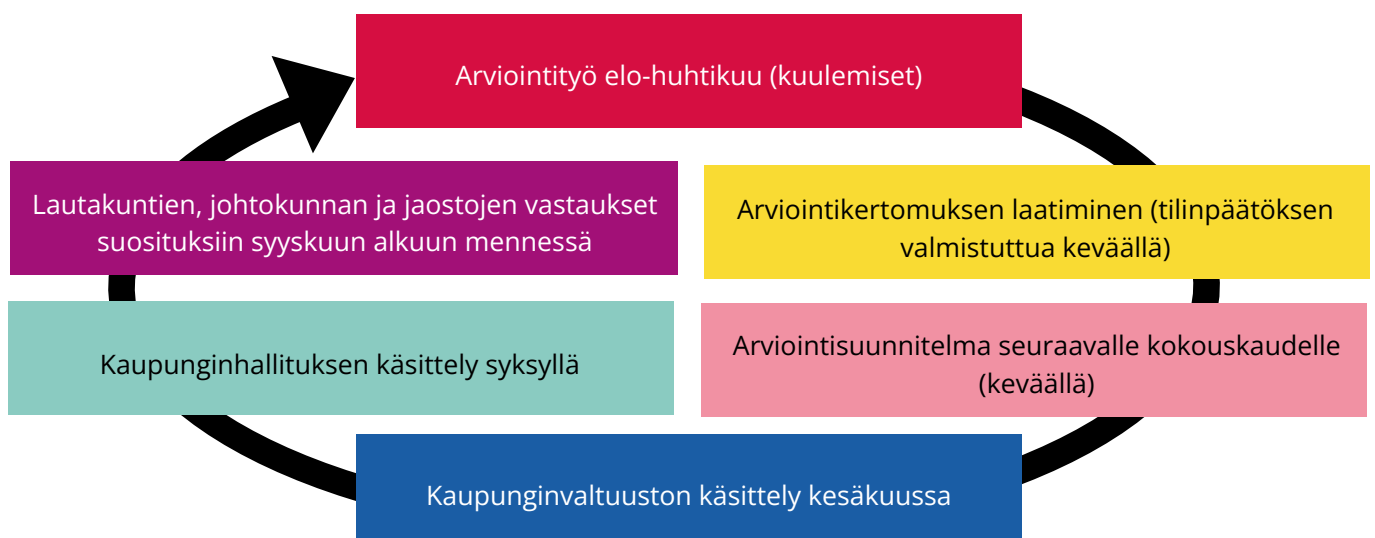 Arviointityö elo-huhtikuu (kuulemiset)
Lautakuntien, johtokunnan ja jaostojen vastaukset
suosituksiin syyskuun alkuun mennessä
Arviointikertomuksen laatiminen (tilinpäätöksen
valmistuttua keväällä)
Kaupunginhallituksen käsittely syksyllä
Arviointisuunnitelma seuraavalle kokouskaudelle
(keväällä)
Kaupunginvaltuuston käsittely kesäkuussa